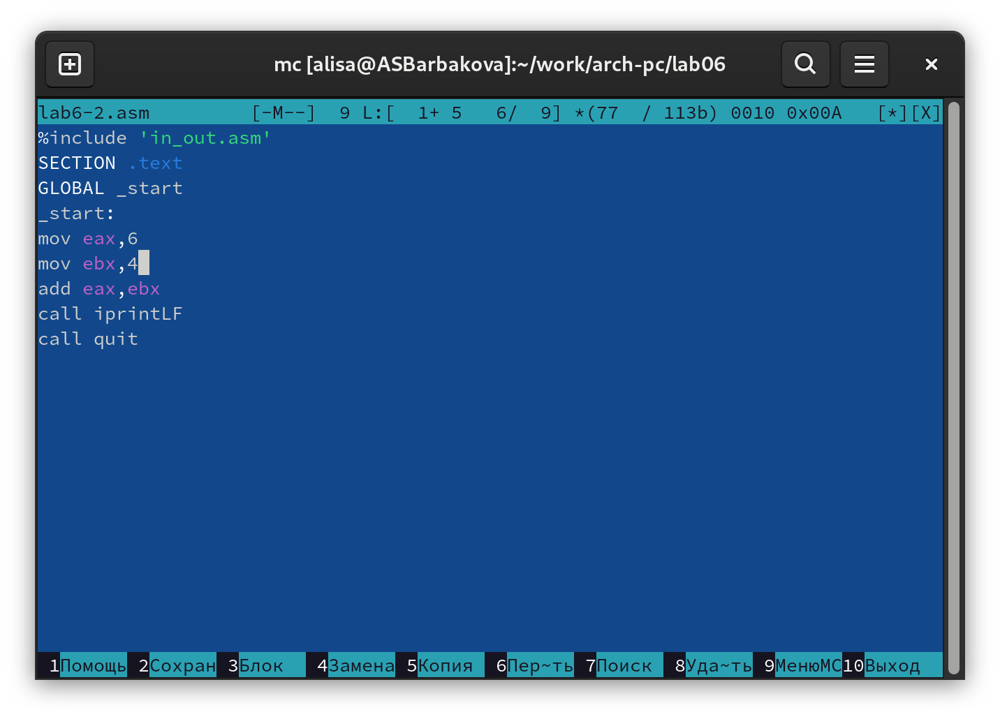 mc [alisa@ASBarbakova]:~/work/arch-pc/lab06
lab6-2.asm [-M--] 9 L:[ 1+ 5 6/ 9] *(77 / 113b) 0010 0x00A [*][X]
%include 'in_out.asm'
SECTION .text
GLOBAL _start
_start:
mov eax,6
mov ebx,4
add eax,ebx
call iprintLF
call quit
1Помощь 2Сохран 3Блок 4Замена 5Копия 6Пер~ть 7Поиск 8Уда~ть 9МенюMC 10Выход